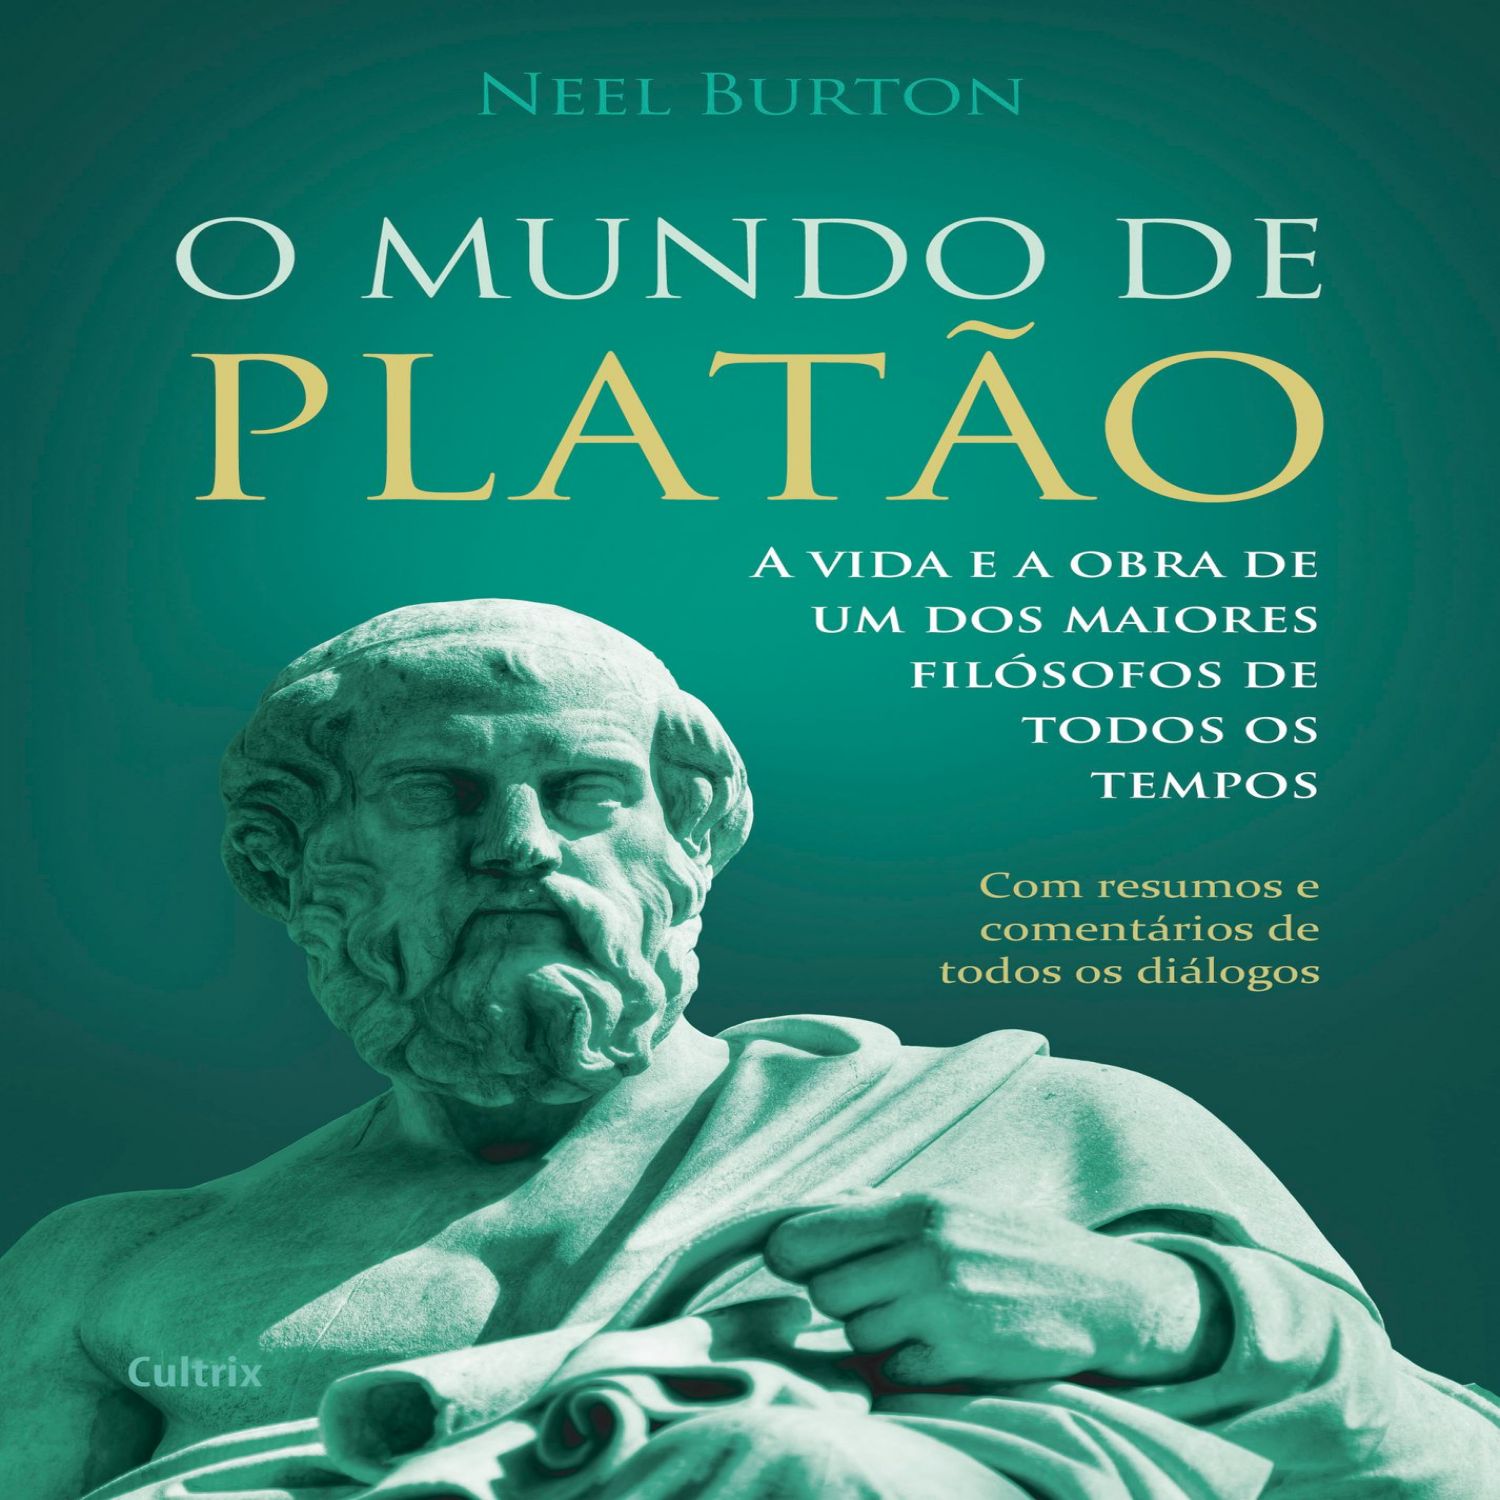 NEEL BURTON
O MUNDO DE
PLATÃO
A VIDA E A OBRA DE
UM DOS MAIORES
FILÓSOFOS DE
TODOS OS
TEMPOS
Com resumos e
comentários de
todos os diálogos
Cultrix